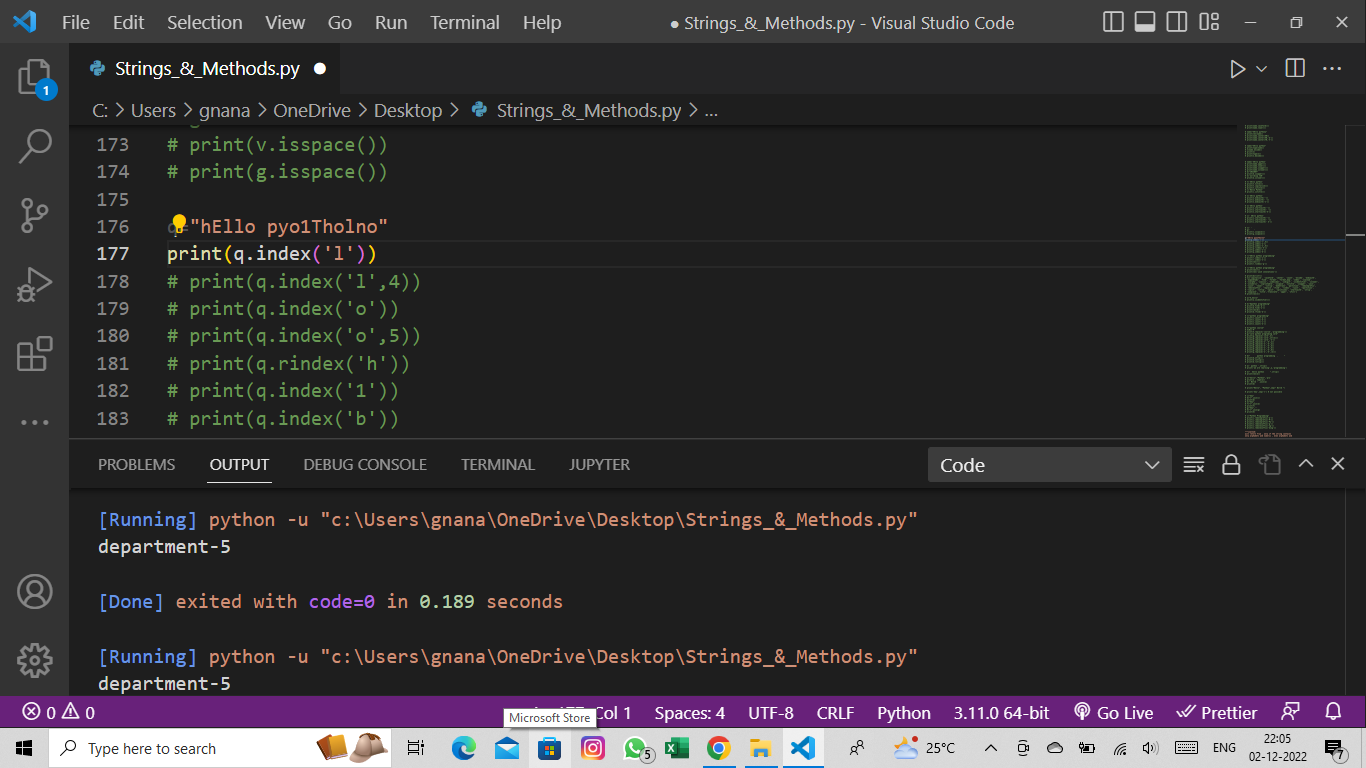 File Edit Selection View Go Run Terminal Help
● Strings_&_Methods.py - Visual Studio Code
1
Strings_&_Methods.py ●
C: > Users > gnana > OneDrive > Desktop > Strings_&_Methods.py > ...
173 # print(v.isspace())
174 # print(g.isspace())
175
176 q="hEllo pyo1Tholno"
177 print(q.index('l'))
178 # print(q.index('l',4))
179 # print(q.index('o'))
180 # print(q.index('o',5))
181 # print(q.rindex('h'))
182 # print(q.index('1'))
183 # print(q.index('b'))
PROBLEMS OUTPUT DEBUG CONSOLE TERMINAL JUPYTER
Code
[Running] python -u "c:\Users\gnana\OneDrive\Desktop\Strings_&_Methods.py"
department-5
[Done] exited with code=0 in 0.189 seconds
[Running] python -u "c:\Users\gnana\OneDrive\Desktop\Strings_&_Methods.py"
department-5
0 0
Col 1 Spaces: 4 UTF-8 CRLF Python 3.11.0 64-bit Go Live Prettier
Microsoft Store
Type here to search
5
25°C
ENG
22:05
02-12-2022
7